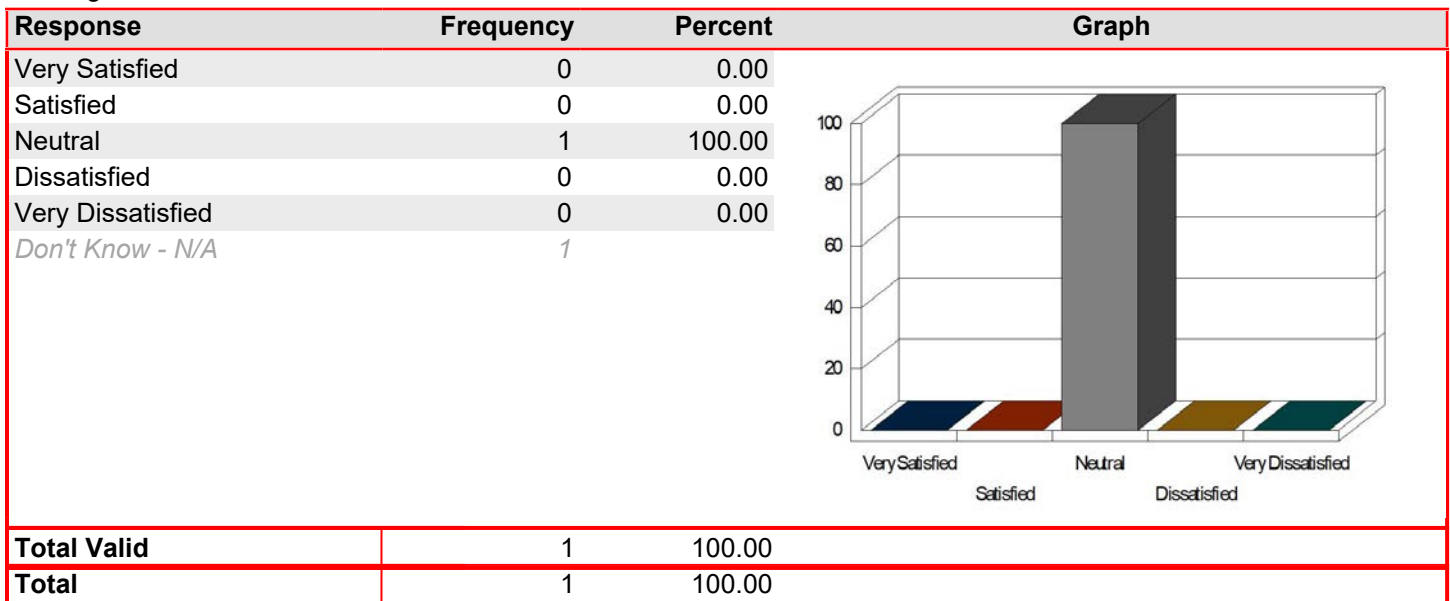 Response Frequency Percent Graph
Very Satisfied 0 0.00
Satisfied 0 0.00
Neutral 1 100.00
Dissatisfied 0 0.00
Very Dissatisfied 0 0.00
Don't Know - N/A 1
100
80
60
40
20
0
Very Satisfied Neutral Very Dissatisfied
Satisfied Dissatisfied
Total Valid 1 100.00
Total 1 100.00